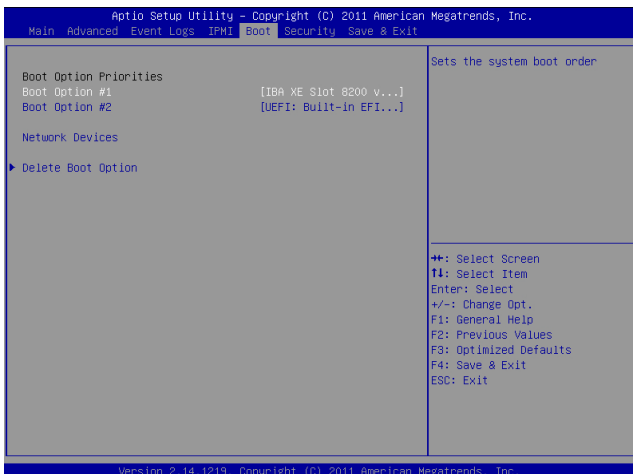 Aptio Setup Utility – Copyright (C) 2011 American Megatrends, Inc.
Main Advanced Event Logs IPMI Boot Security Save & Exit
Boot Option Priorities
Boot Option #1 [IBA XE Slot 8200 v...]
Boot Option #2 [UEFI: Built-in EFI...]
Network Devices
Delete Boot Option
Sets the system boot order
→←: Select Screen
↑↓: Select Item
Enter: Select
+/-: Change Opt.
F1: General Help
F2: Previous Values
F3: Optimized Defaults
F4: Save & Exit
ESC: Exit
Version 2.14.1219. Copyright (C) 2011 American Megatrends, Inc.